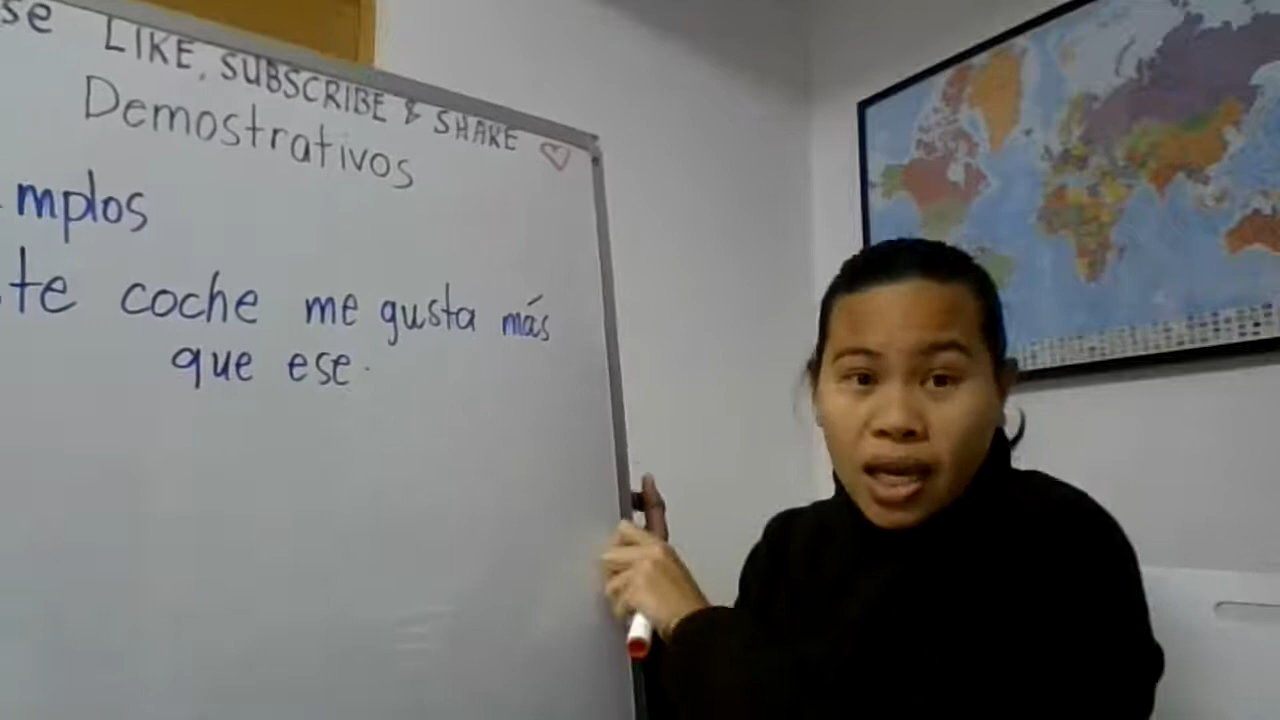 se LIKE, SUBSCRIBE & SHARE
Demostrativos
mplos
te coche me gusta más
que ese.